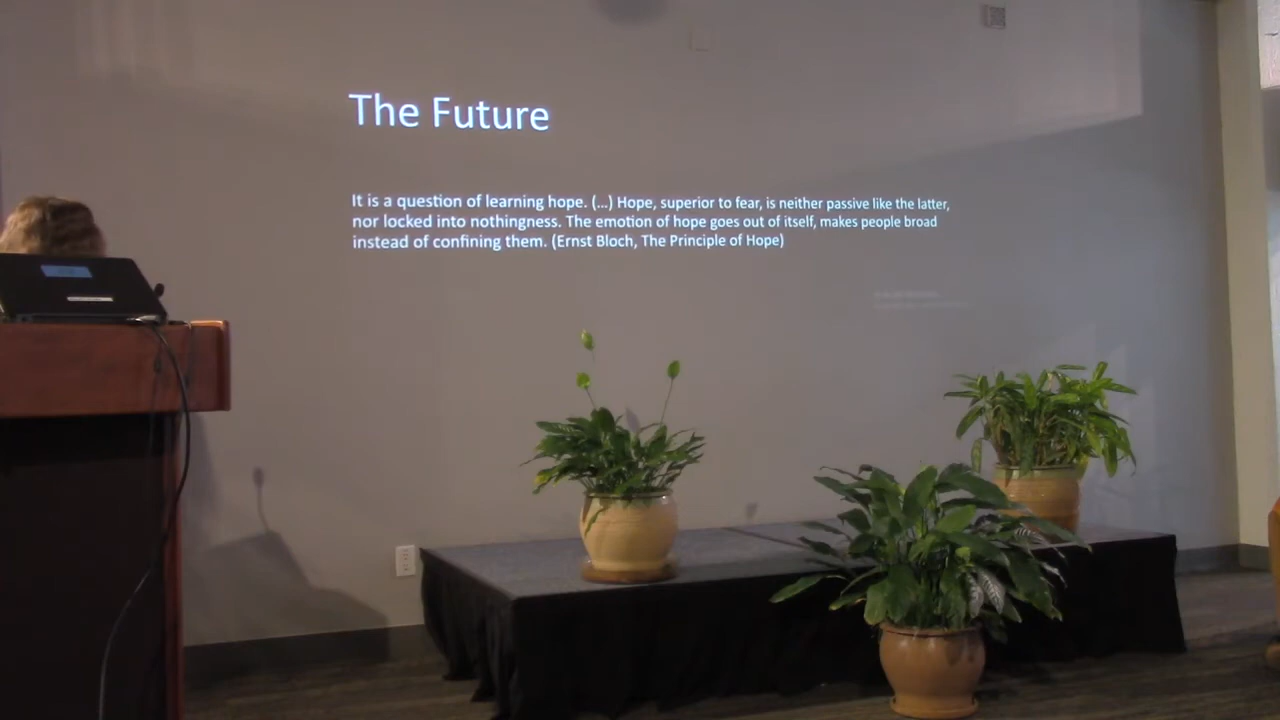 The Future
It is a question of learning hope. (...) Hope, superior to fear, is neither passive like the latter,
nor locked into nothingness. The emotion of hope goes out of itself, makes people broad
instead of confining them. (Ernst Bloch, The Principle of Hope)